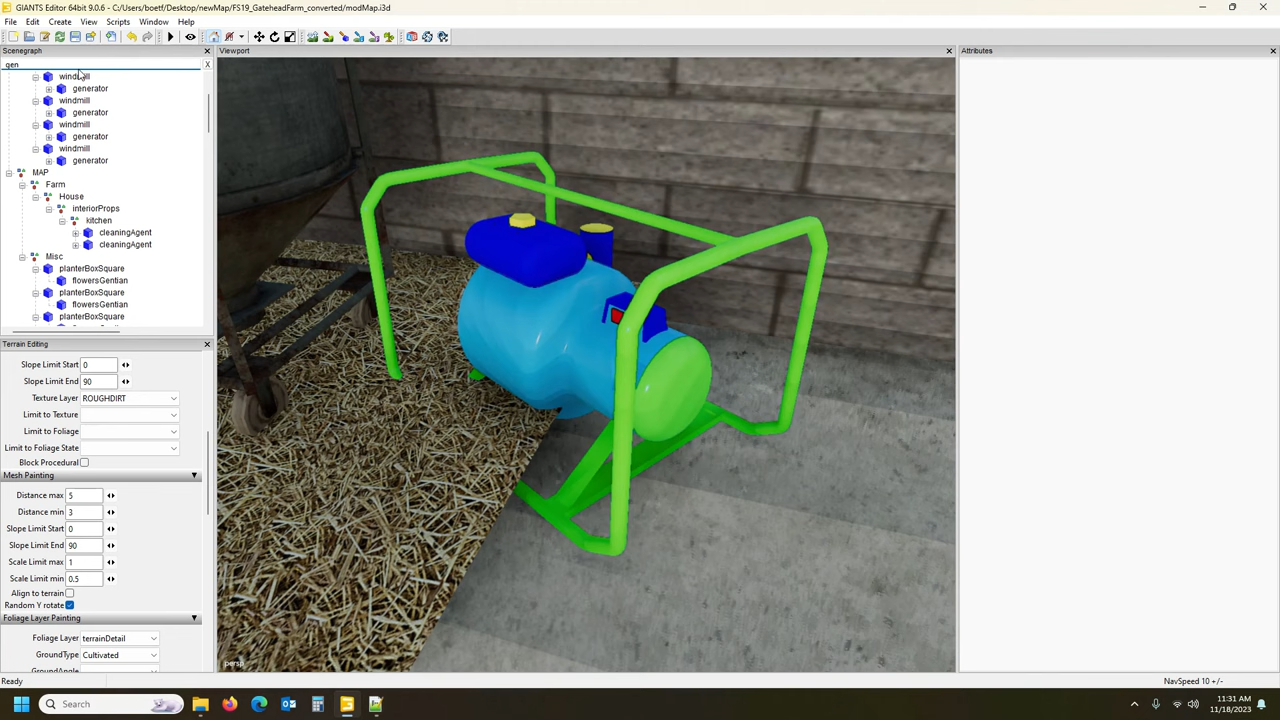 GIANTS Editor 64bit - 9.0.6 - C:/Users/boetf/Desktop/newMap/FS19_GateheadFarm_converted/modMap.i3d
File Edit Create View Scripts Window Help
Scenegraph x
Viewport x
Attributes x
gen X
windmill
generator
windmill
generator
windmill
generator
windmill
generator
MAP
Farm
House
interiorProps
kitchen
cleaningAgent
cleaningAgent
Misc
planterBoxSquare
flowersGentian
planterBoxSquare
flowersGentian
planterBoxSquare
Terrain Editing x
Slope Limit Start 0
Slope Limit End 90
Texture Layer ROUGHDIRT
Limit to Texture
Limit to Foliage
Limit to Foliage State
Block Procedural
Mesh Painting
Distance max 5
Distance min 3
Slope Limit Start 0
Slope Limit End 90
Scale Limit max 1
Scale Limit min 0.5
Align to terrain
Random Y rotate
Foliage Layer Painting
Foliage Layer terrainDetail
GroundType Cultivated
GroundAngle
persp
Ready
NavSpeed 10 +/-
Search
11:31 AM
11/18/2023